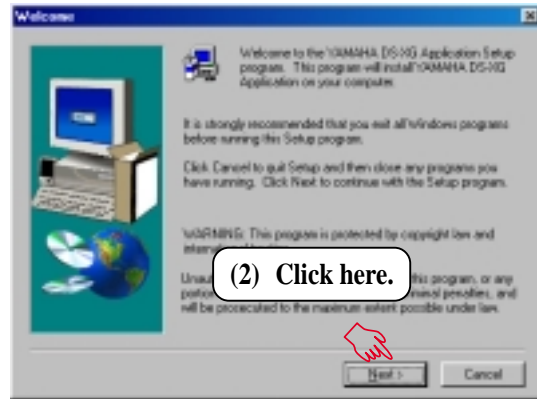 Welcome
Welcome to the YAMAHA DS-XG Application Setup
program. This program will install YAMAHA DS-XG
Application on your computer.
It is strongly recommended that you exit all Windows programs
before running this Setup program.
Click Cancel to quit Setup and then close any programs you
have running. Click Next to continue with the Setup program.
WARNING: This program is protected by copyright law and
(2) Click here.
this program, or any
penalties, and
will be prosecuted to the maximum extent possible under law.
Next >
Cancel